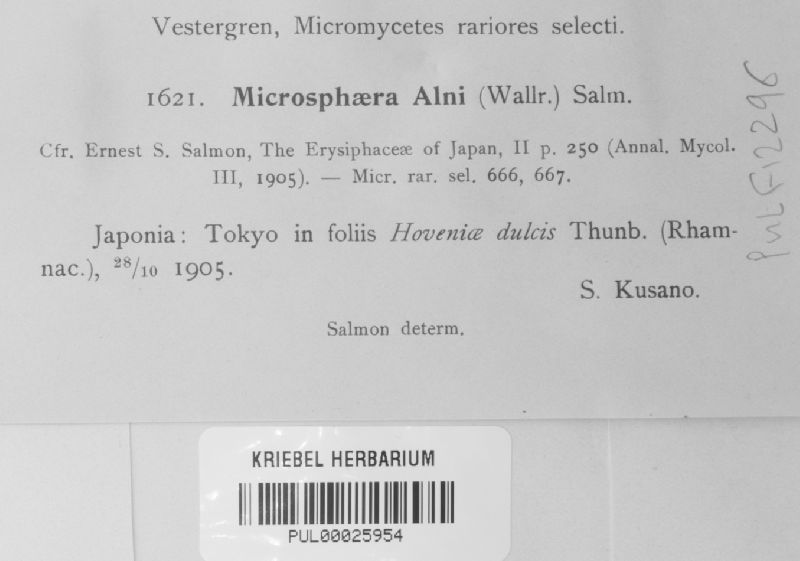 Vestergren, Micromycetes rariores selecti.
1621. Microsphæra Alni (Wallr.) Salm.
Cfr. Ernest S. Salmon, The Erysiphaceæ of Japan, II p. 250 (Annal. Mycol.
III, 1905). — Micr. rar. sel. 666, 667.
Japonia: Tokyo in foliis Hoveniæ dulcis Thunb. (Rham-
nac.), 28/10 1905.
S. Kusano.
Salmon determ.
PUL F12296
KRIEBEL HERBARIUM
PUL00025954